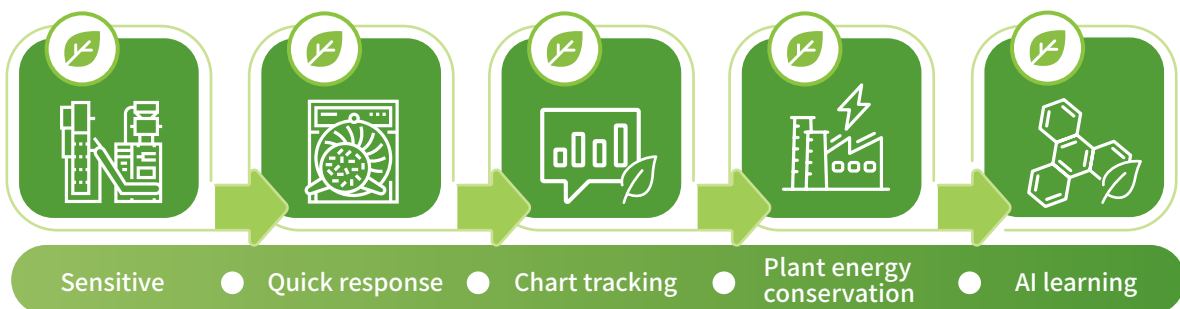 Sensitive
Quick response
Chart tracking
Plant energy
conservation
AI learning